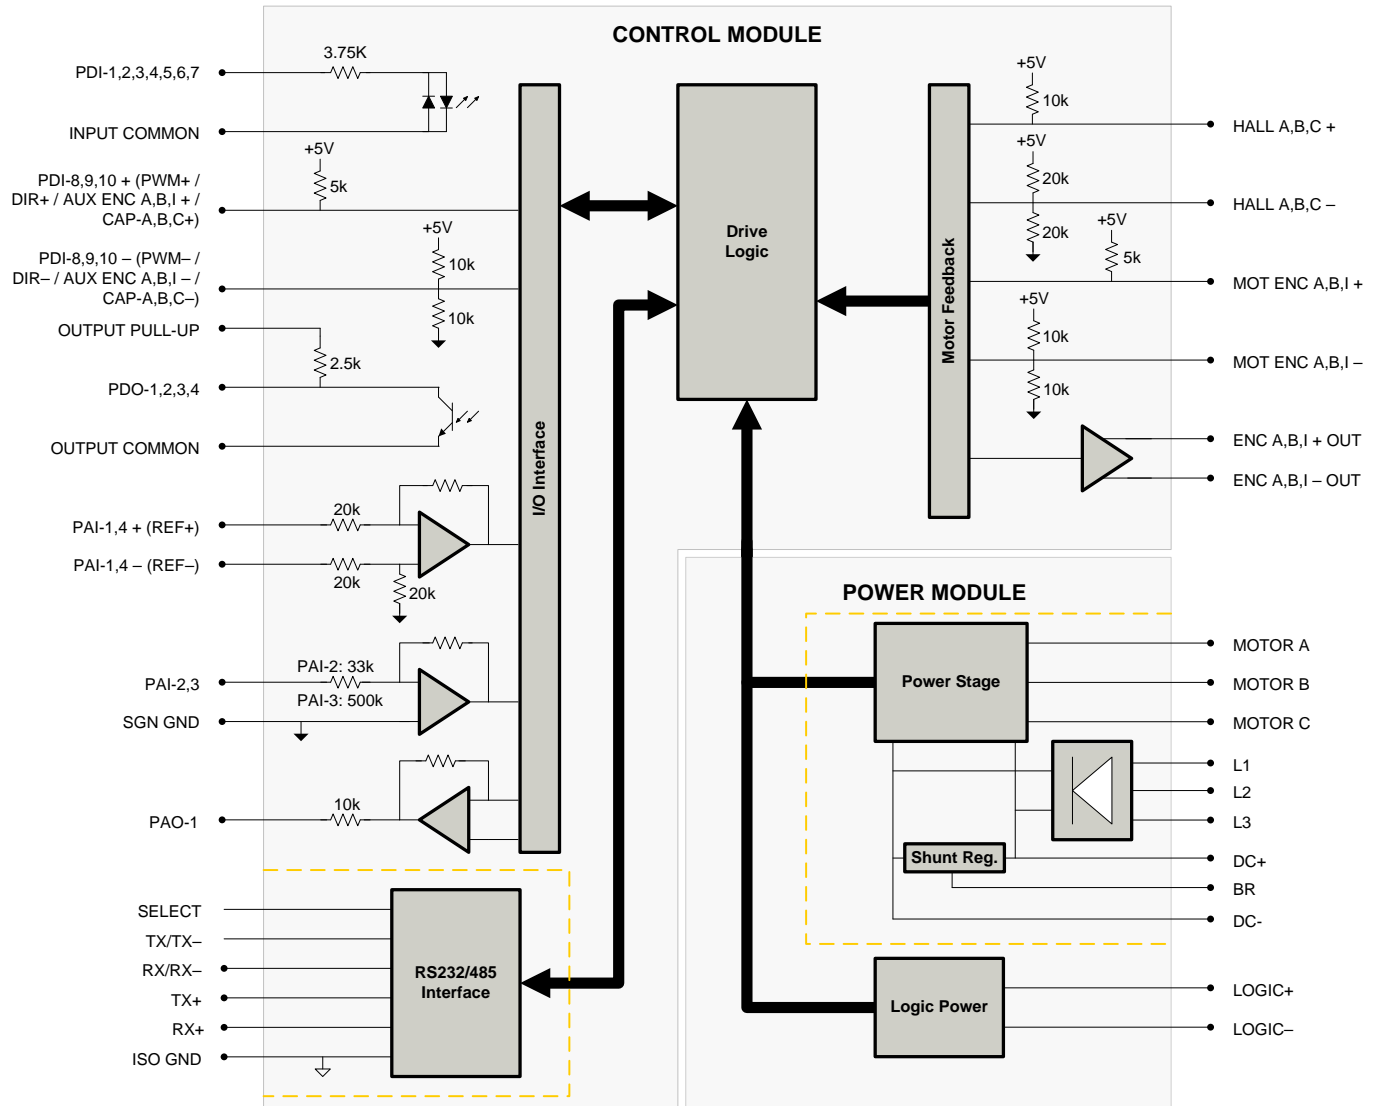 CONTROL MODULE
3.75K
PDI-1,2,3,4,5,6,7
INPUT COMMON
+5V
5k
PDI-8,9,10 + (PWM+ /
DIR+ / AUX ENC A,B,I + /
CAP-A,B,C+)
+5V
10k
10k
PDI-8,9,10 – (PWM– /
DIR– / AUX ENC A,B,I – /
CAP-A,B,C–)
OUTPUT PULL-UP
2.5k
PDO-1,2,3,4
OUTPUT COMMON
20k
PAI-1,4 + (REF+)
PAI-1,4 – (REF–)
20k
20k
PAI-2: 33k
PAI-2,3
PAI-3: 500k
SGN GND
10k
PAO-1
I/O Interface
Drive
Logic
Motor Feedback
+5V
10k
HALL A,B,C +
+5V
20k
HALL A,B,C –
20k
+5V
5k
MOT ENC A,B,I +
+5V
10k
MOT ENC A,B,I –
10k
ENC A,B,I + OUT
ENC A,B,I – OUT
SELECT
TX/TX–
RX/RX–
TX+
RX+
ISO GND
RS232/485
Interface
POWER MODULE
Power Stage
MOTOR A
MOTOR B
MOTOR C
L1
L2
L3
Shunt Reg.
DC+
BR
DC-
Logic Power
LOGIC+
LOGIC–